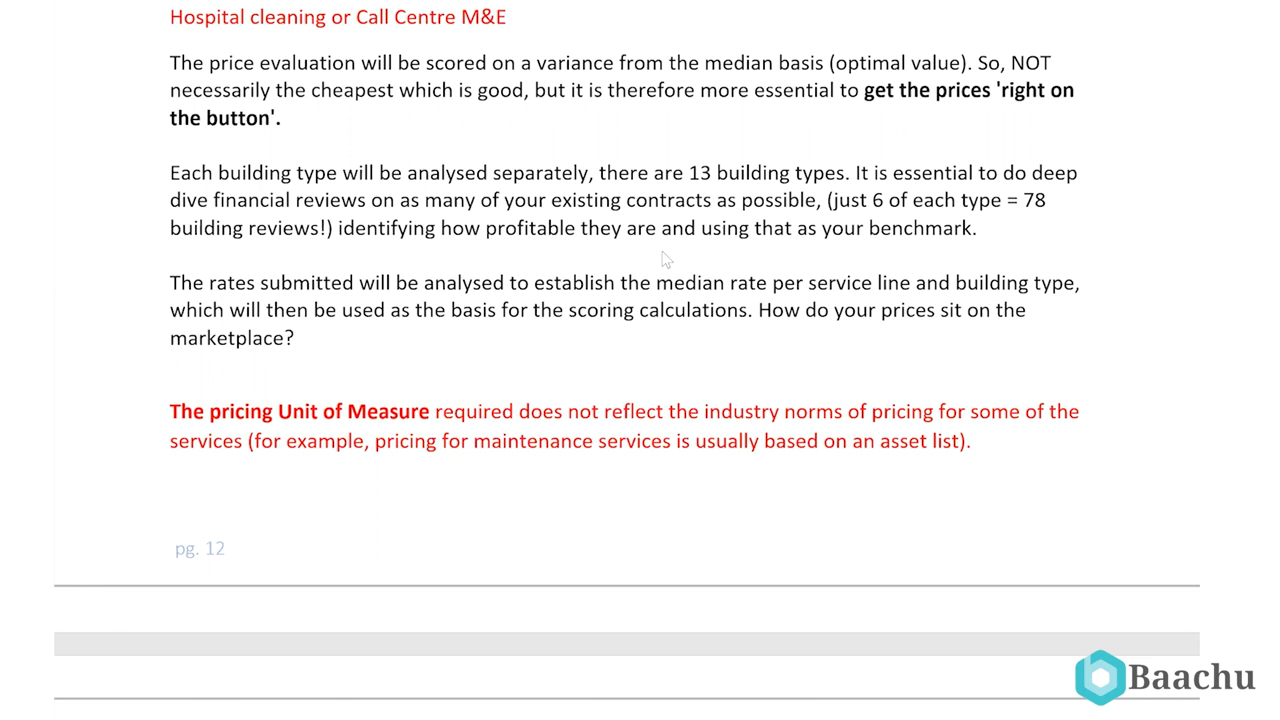 Hospital cleaning or Call Centre M&E
The price evaluation will be scored on a variance from the median basis (optimal value). So, NOT
necessarily the cheapest which is good, but it is therefore more essential to get the prices 'right on
the button'.
Each building type will be analysed separately, there are 13 building types. It is essential to do deep
dive financial reviews on as many of your existing contracts as possible, (just 6 of each type = 78
building reviews!) identifying how profitable they are and using that as your benchmark.
The rates submitted will be analysed to establish the median rate per service line and building type,
which will then be used as the basis for the scoring calculations. How do your prices sit on the
marketplace?
The pricing Unit of Measure required does not reflect the industry norms of pricing for some of the
services (for example, pricing for maintenance services is usually based on an asset list).
pg. 12
Baachu